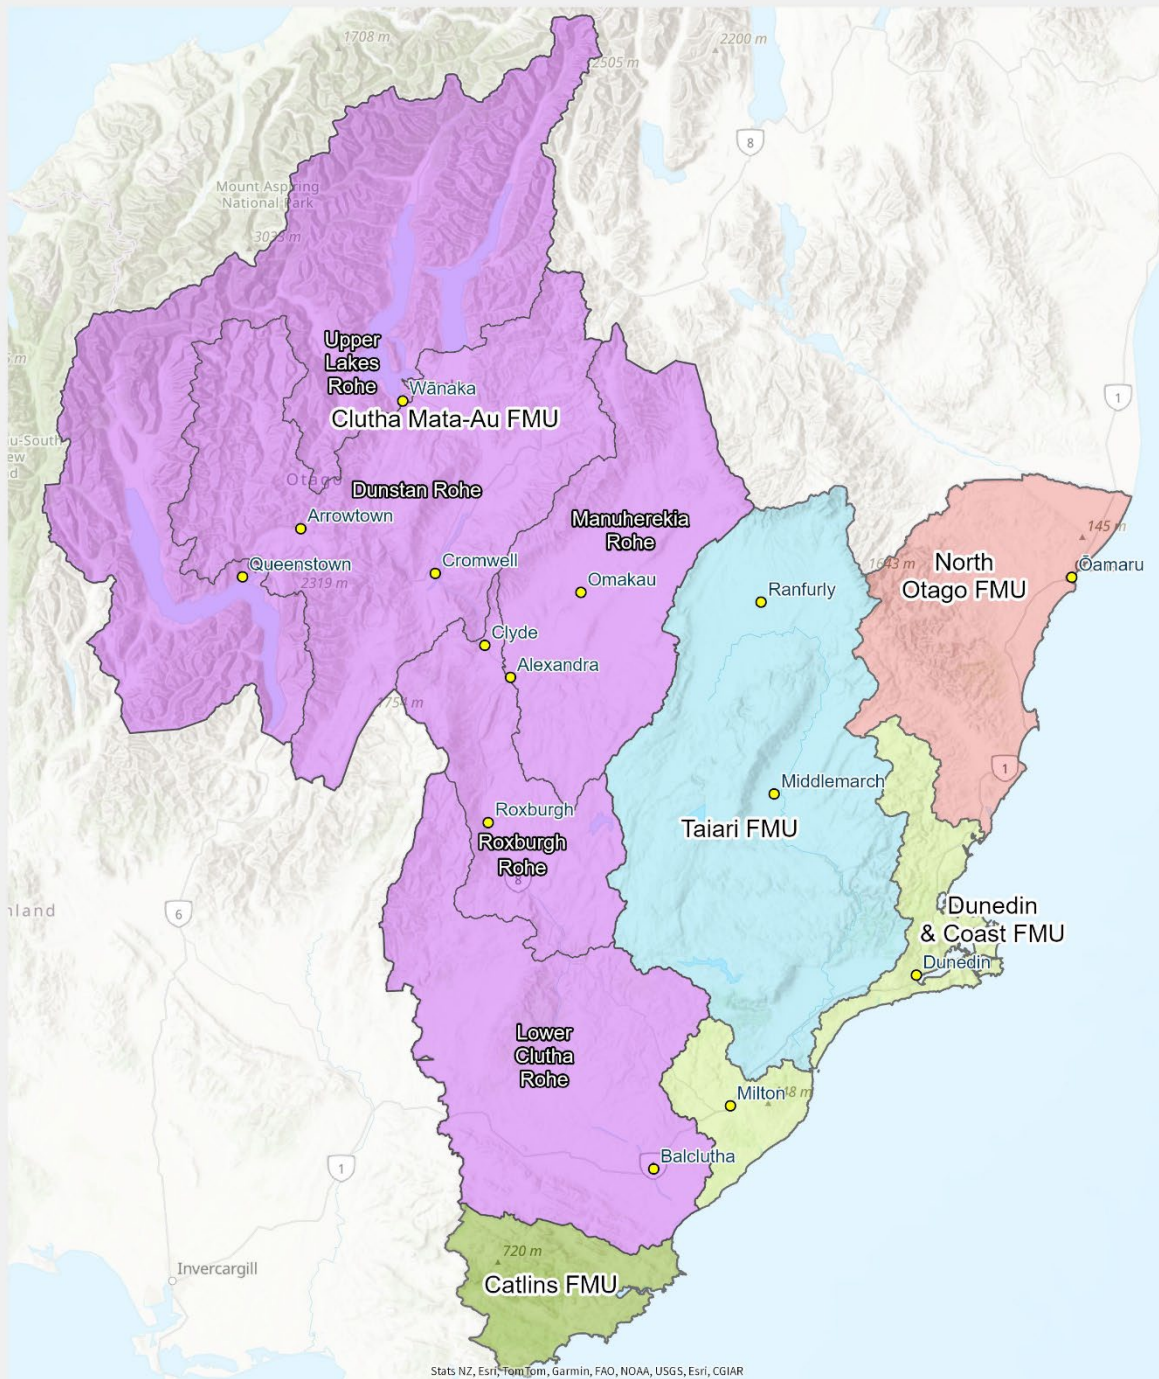 1708 m
2200 m
2505 m
8
Mount Aspiring
National Park
3033 m
Upper
Lakes
Rohe
Wānaka
Clutha Mata-Au FMU
1
au-South
Otago
Dunstan Rohe
Arrowtown
Manuherekia
Rohe
145 m
Queenstown
2319 m
Cromwell
Omakau
Ranfurly
1643 m
North
Otago FMU
Ōamaru
Clyde
Alexandra
1754 m
1
Middlemarch
Roxburgh
Roxburgh
Rohe
8
Taiari FMU
6
Dunedin
& Coast FMU
Dunedin
Lower
Clutha
Rohe
Milton
Balclutha
1
720 m
Invercargill
Catlins FMU
Stats NZ, Esri, TomTom, Garmin, FAO, NOAA, USGS, Esri, CGIAR